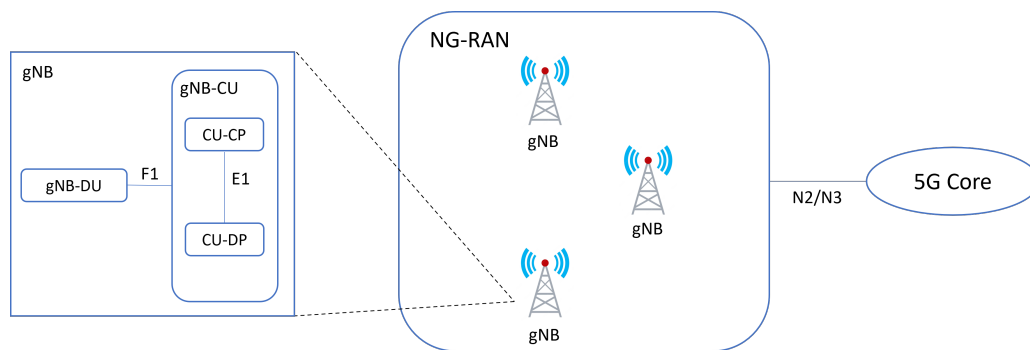 gNB
gNB-CU
CU-CP
gNB-DU
F1
E1
CU-DP
NG-RAN
gNB
gNB
gNB
N2/N3
5G Core